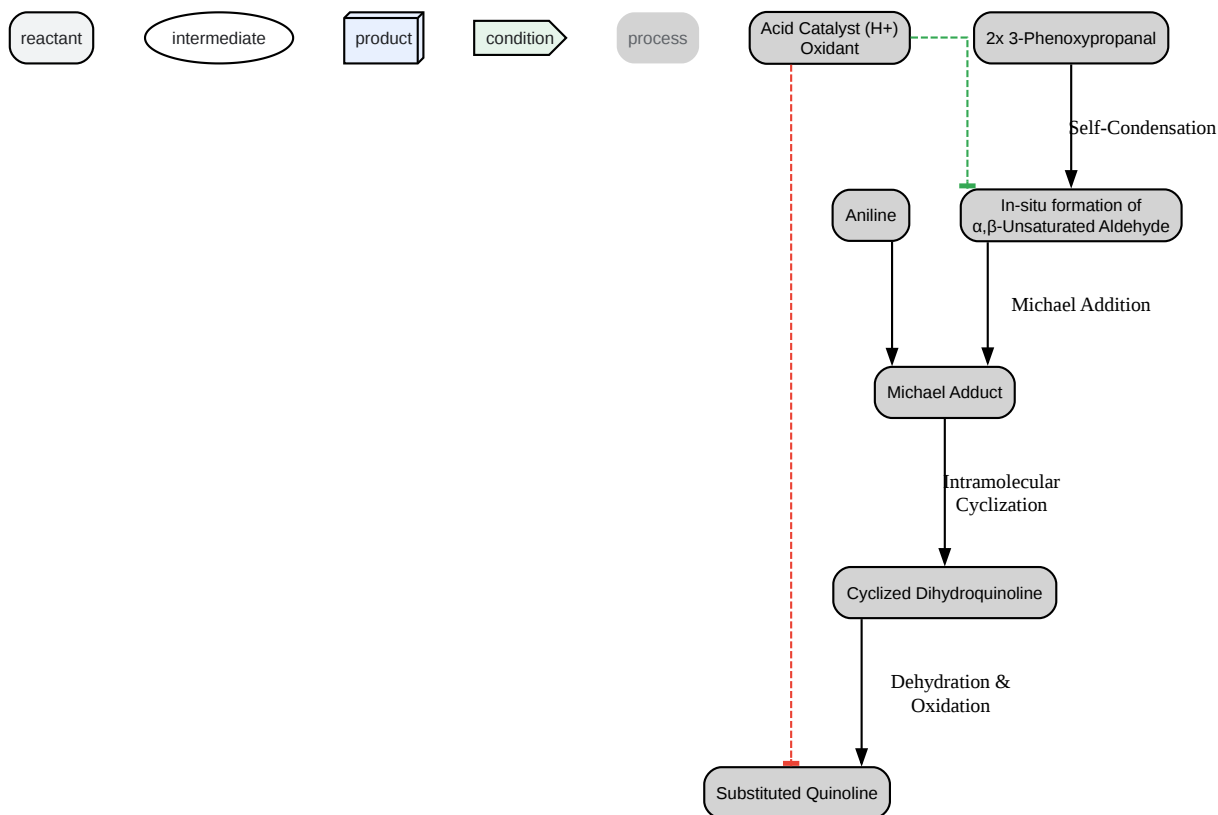 reactant
intermediate
product
condition
process
Acid Catalyst (H+)
Oxidant
2x 3-Phenoxypropanal
Self-Condensation
Aniline
In-situ formation of
α,β-Unsaturated Aldehyde
Michael Addition
Michael Adduct
Intramolecular
Cyclization
Cyclized Dihydroquinoline
Dehydration &
Oxidation
Substituted Quinoline